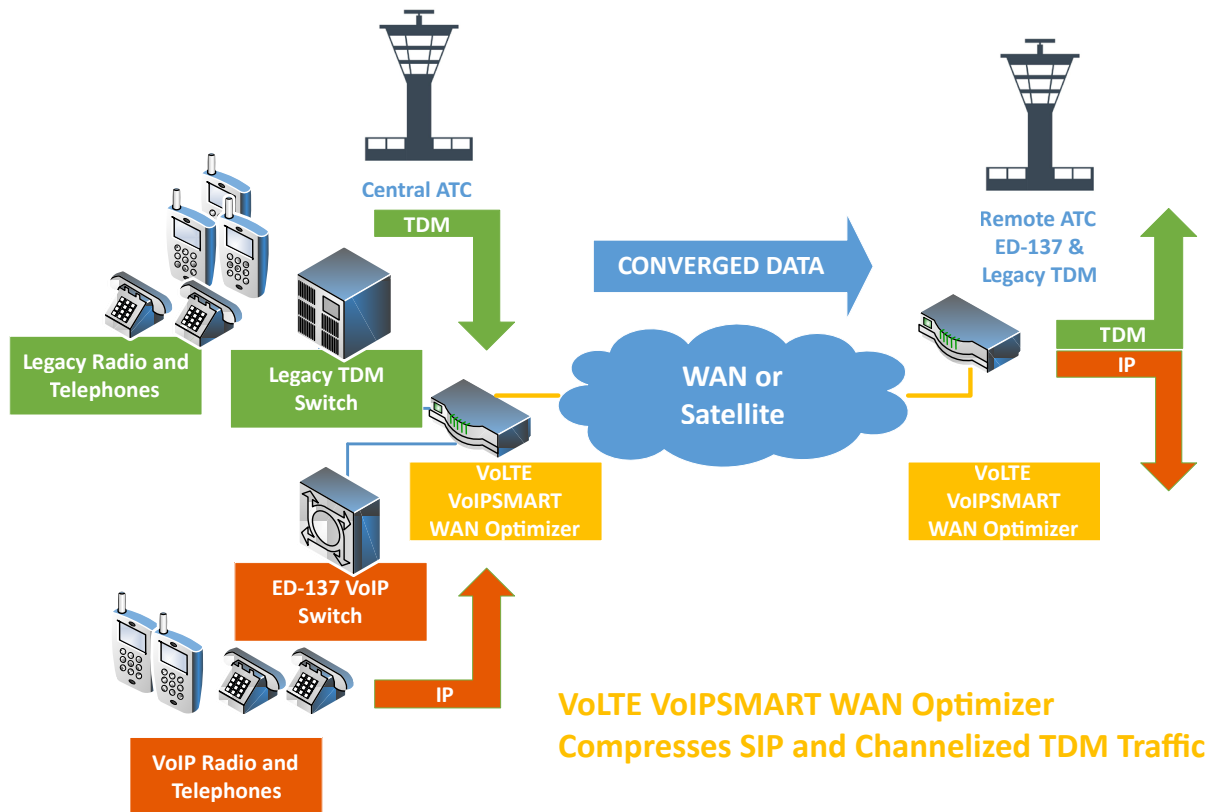 Central ATC
TDM
Remote ATC
ED-137 &
Legacy TDM
CONVERGED DATA
TDM
IP
Legacy Radio and
Telephones
Legacy TDM
Switch
WAN or
Satellite
VoLTE
VoIPSMART
WAN Optimizer
VoLTE
VoIPSMART
WAN Optimizer
ED-137 VoIP
Switch
IP
VoIP Radio and
Telephones
VoLTE VoIPSMART WAN Optimizer
Compresses SIP and Channelized TDM Traffic